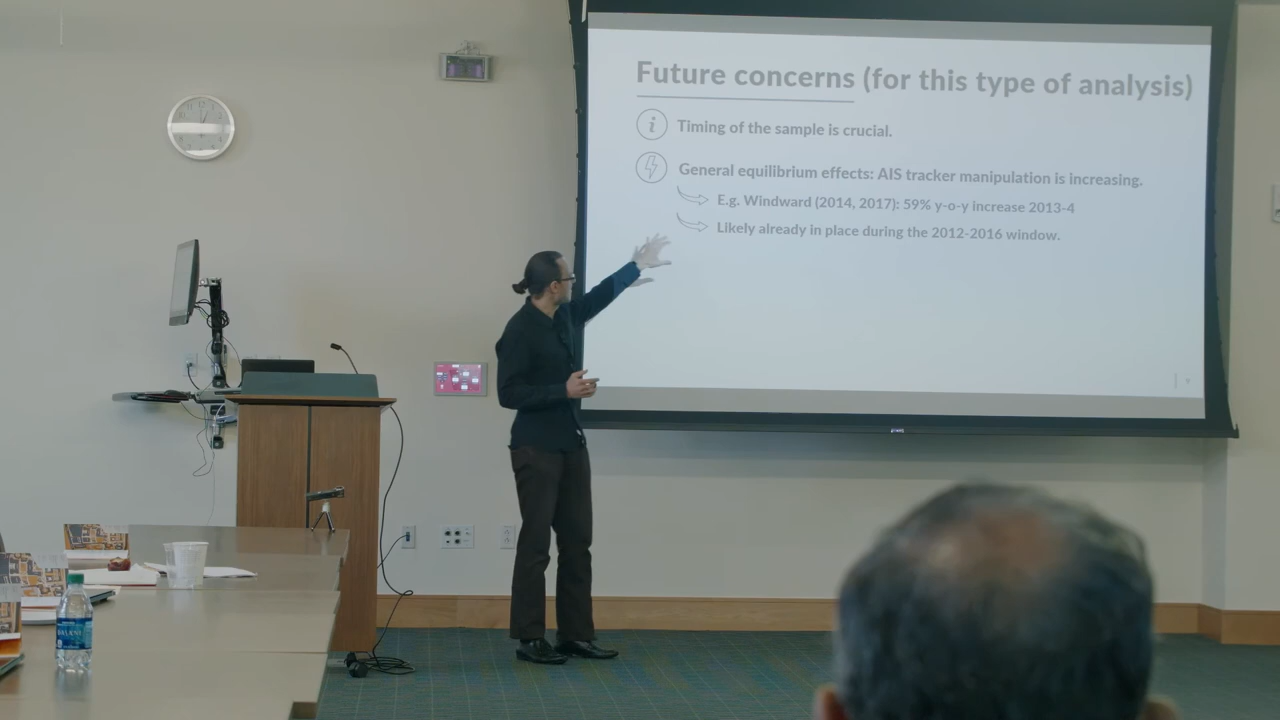 Future concerns (for this type of analysis)
Timing of the sample is crucial.
General equilibrium effects: AIS tracker manipulation is increasing.
E.g. Windward (2014, 2017): 59% y-o-y increase 2013-4
Likely already in place during the 2012-2016 window.